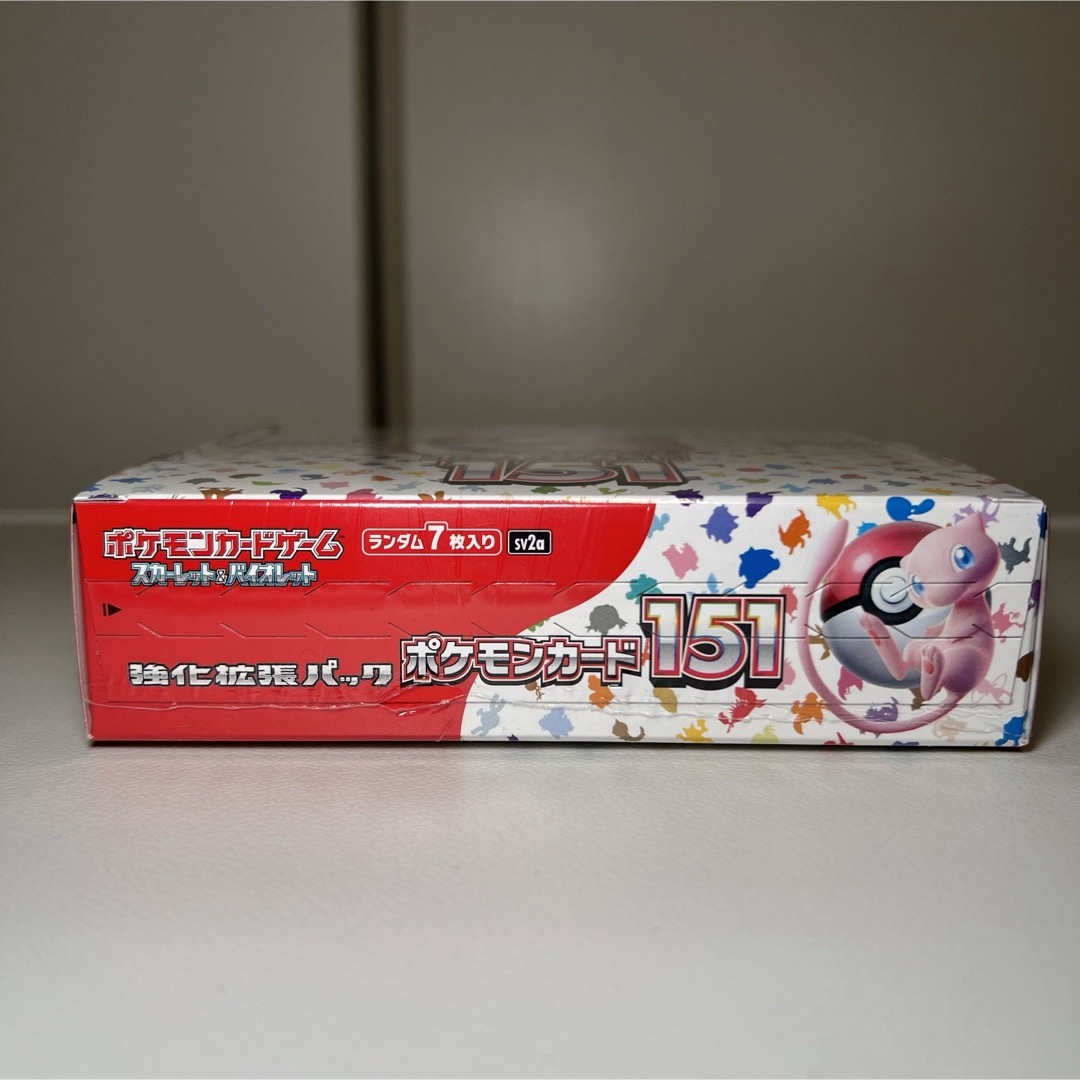 151
ポケモンカードゲーム
スカーレット&バイオレット
ランダム7枚入り
sv2a
強化拡張パック
ポケモンカード151